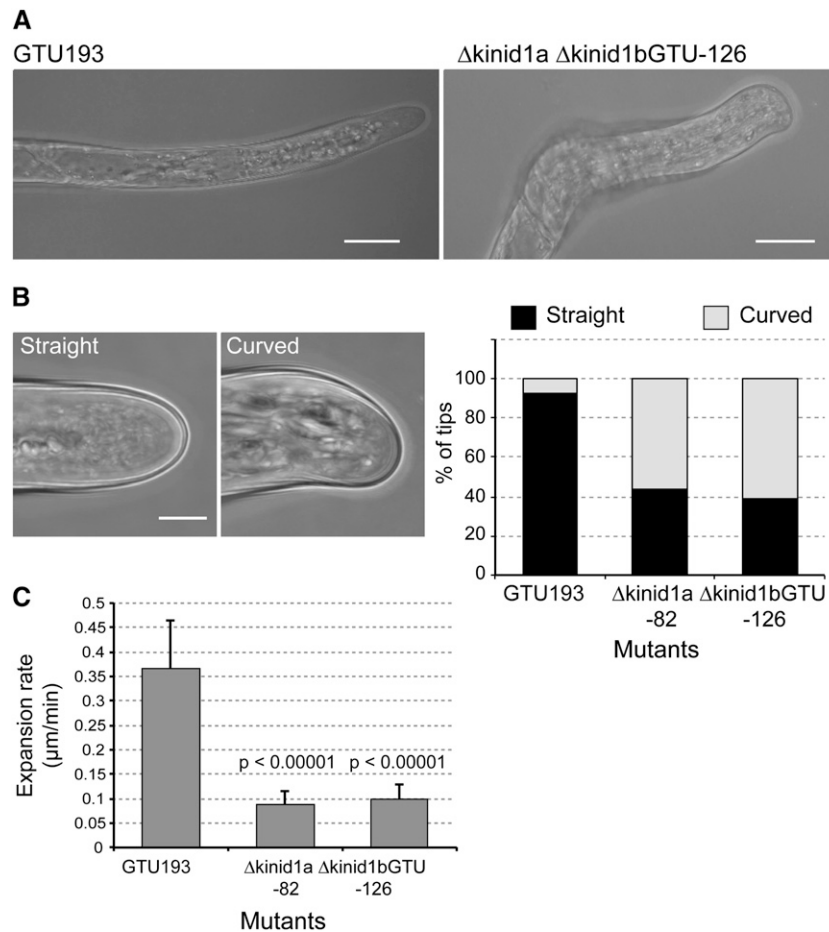 A
GTU193
Δkinid1a Δkinid1bGTU-126
B
Straight
Curved
Straight
Curved
% of tips
100
80
60
40
20
0
GTU193
Δkinid1a
-82
Δkinid1bGTU
-126
Mutants
C
Expansion rate
(μm/min)
0.5
0.45
0.4
0.35
0.3
0.25
0.2
0.15
0.1
0.05
0
p < 0.00001
p < 0.00001
GTU193
Δkinid1a
-82
Δkinid1bGTU
-126
Mutants